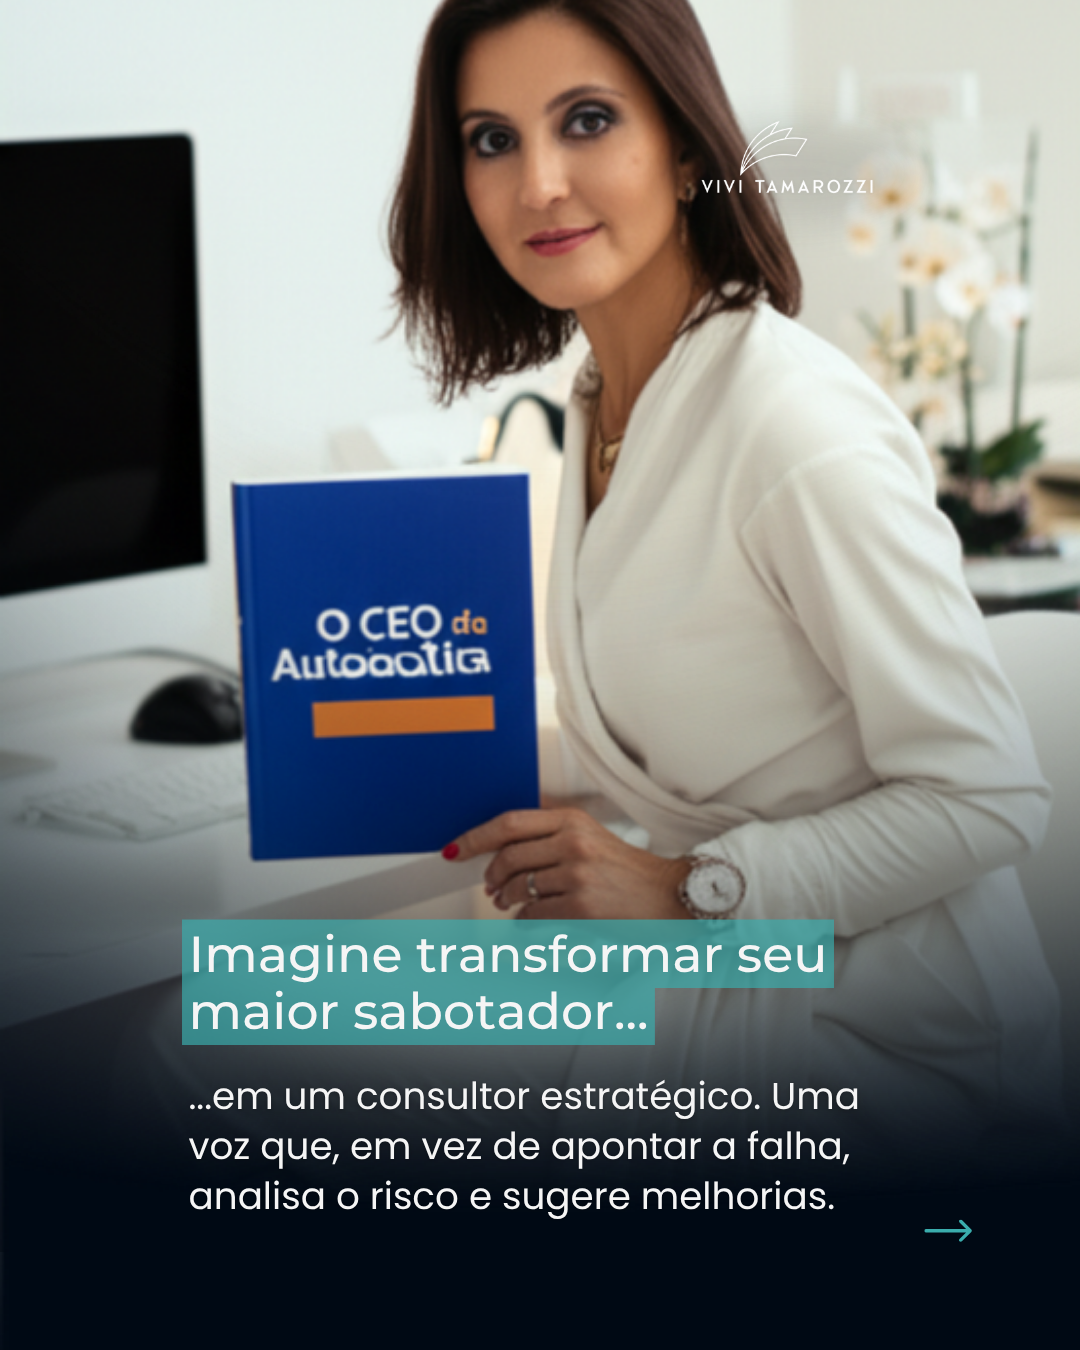 VIVI TAMAROZZI
O CEO da
Imagine transformar seu
maior sabotador...
...em um consultor estratégico. Uma
voz que, em vez de apontar a falha,
analisa o risco e sugere melhorias.